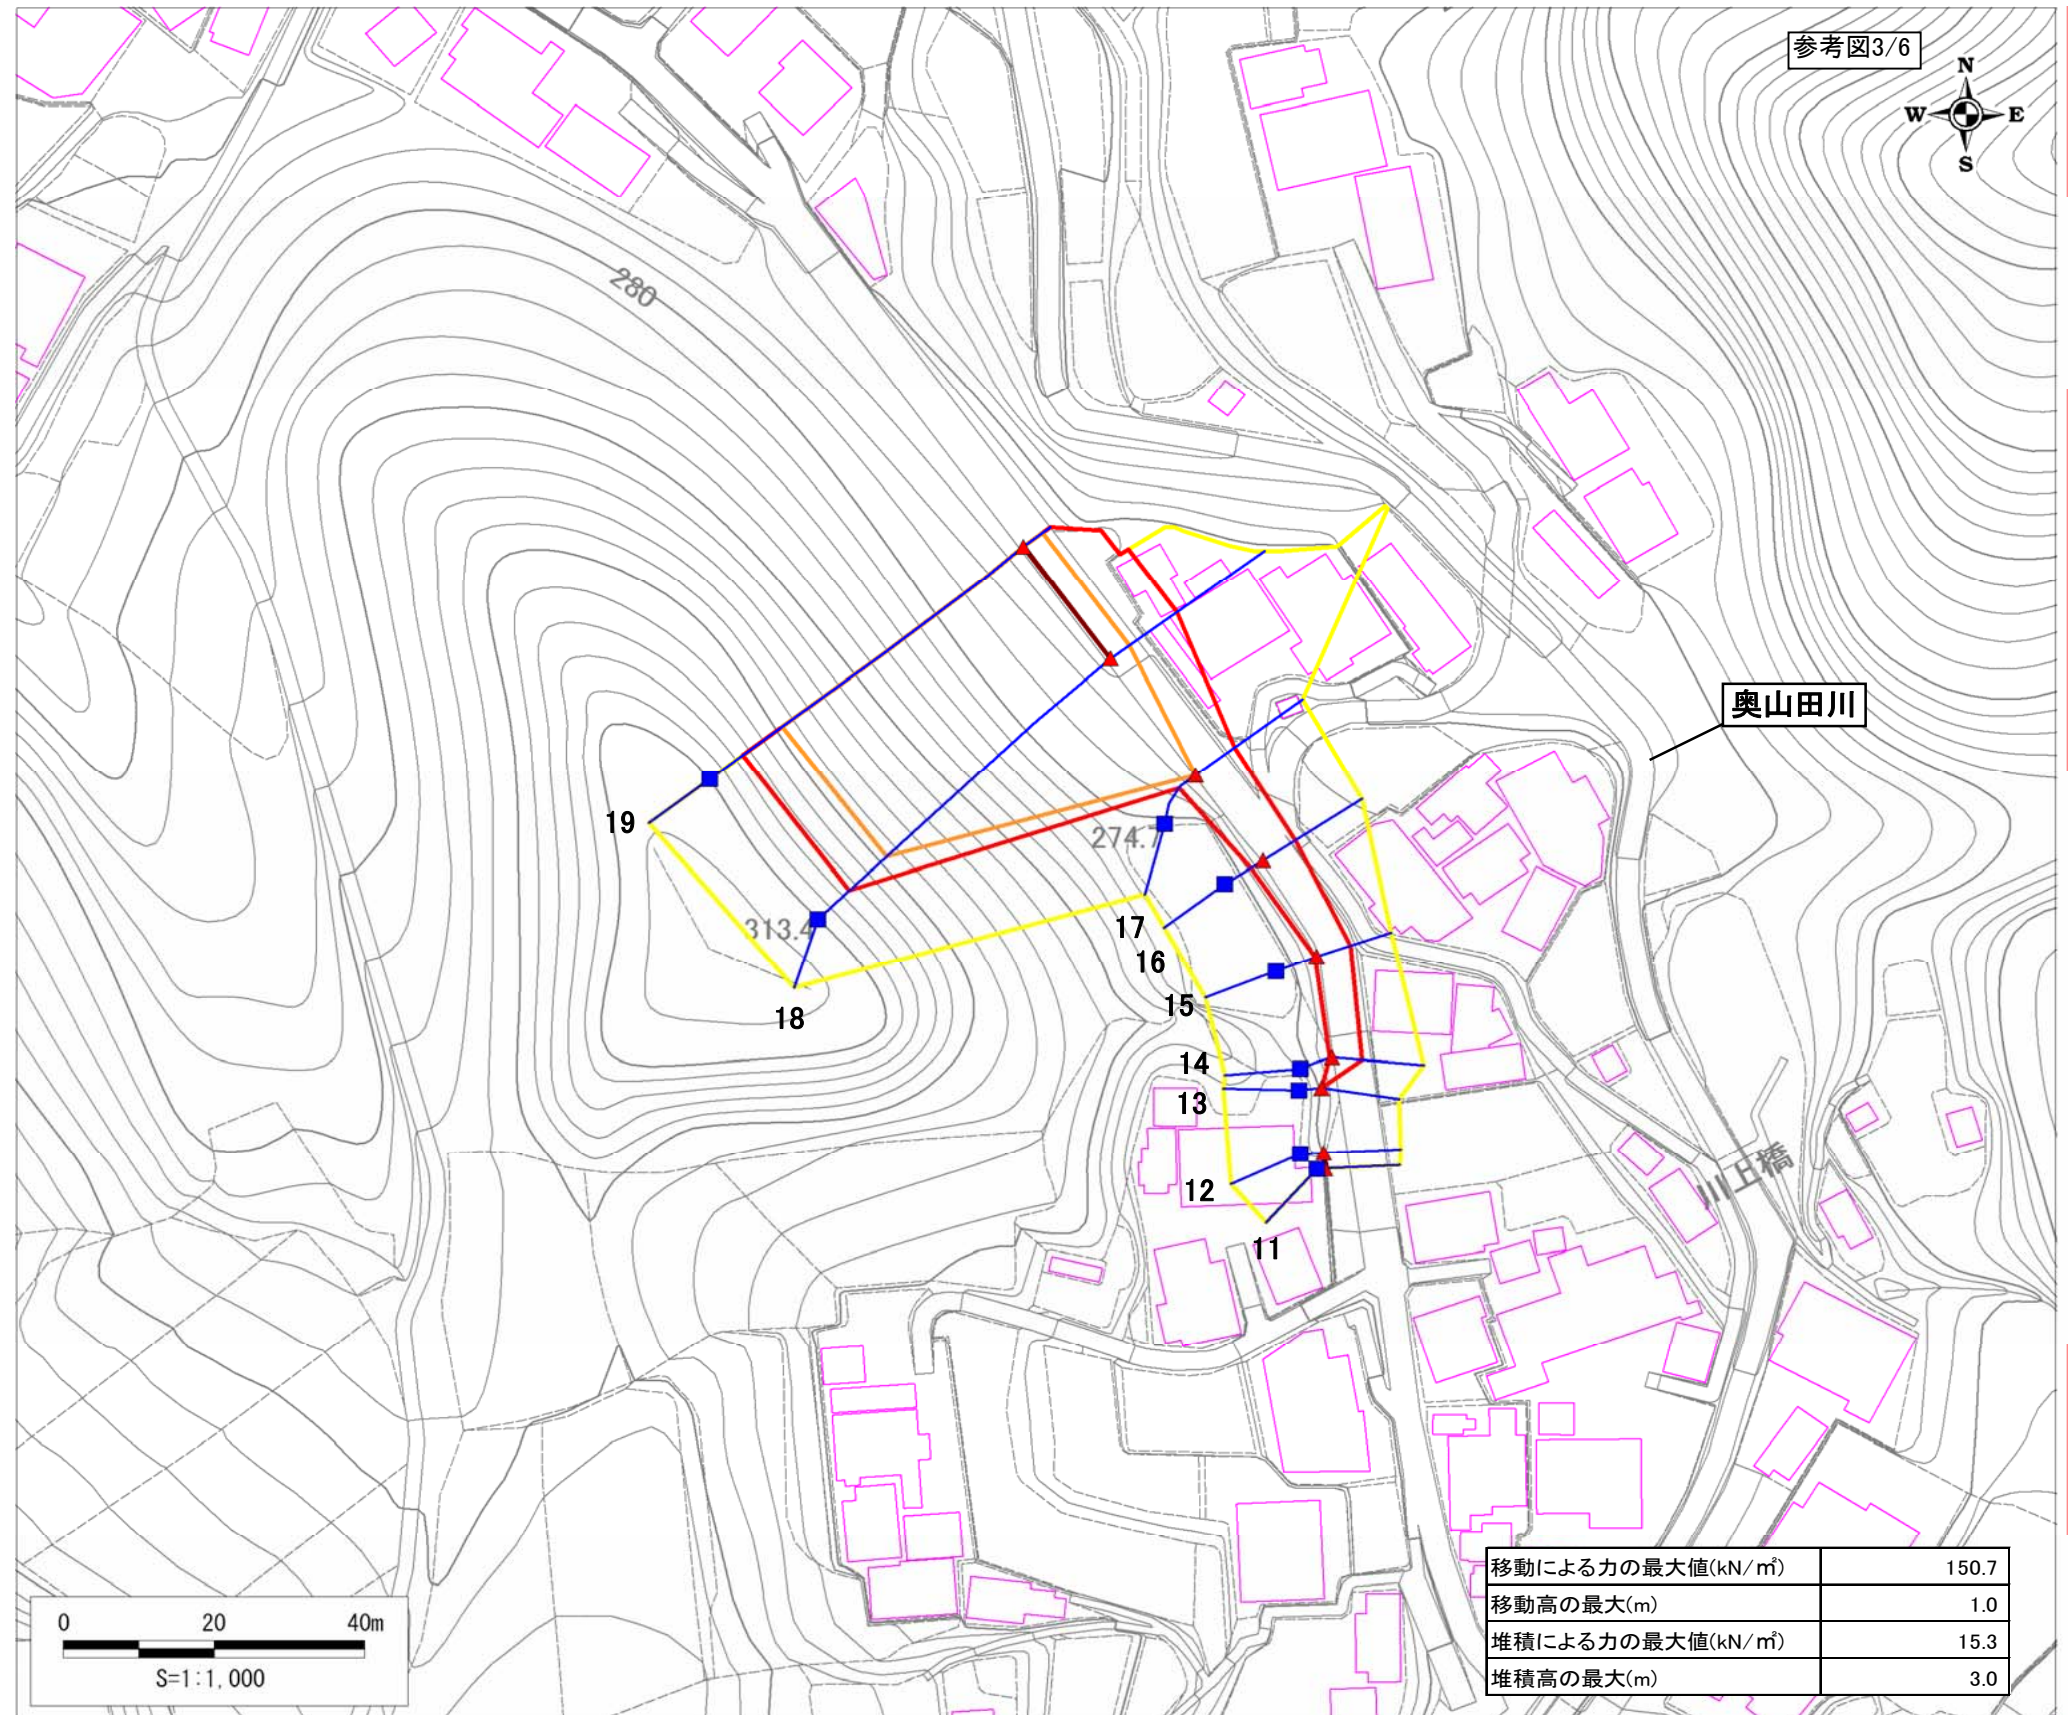 参考図3/6
N
W E
S
280
奥山田川
19
274.7
313.4
17
16
18
15
14
13
川上橋
12
11
移動による力の最大値(kN/㎡) 150.7
移動高の最大(m) 1.0
堆積による力の最大値(kN/㎡) 15.3
堆積高の最大(m) 3.0
0 20 40m
S=1:1,000